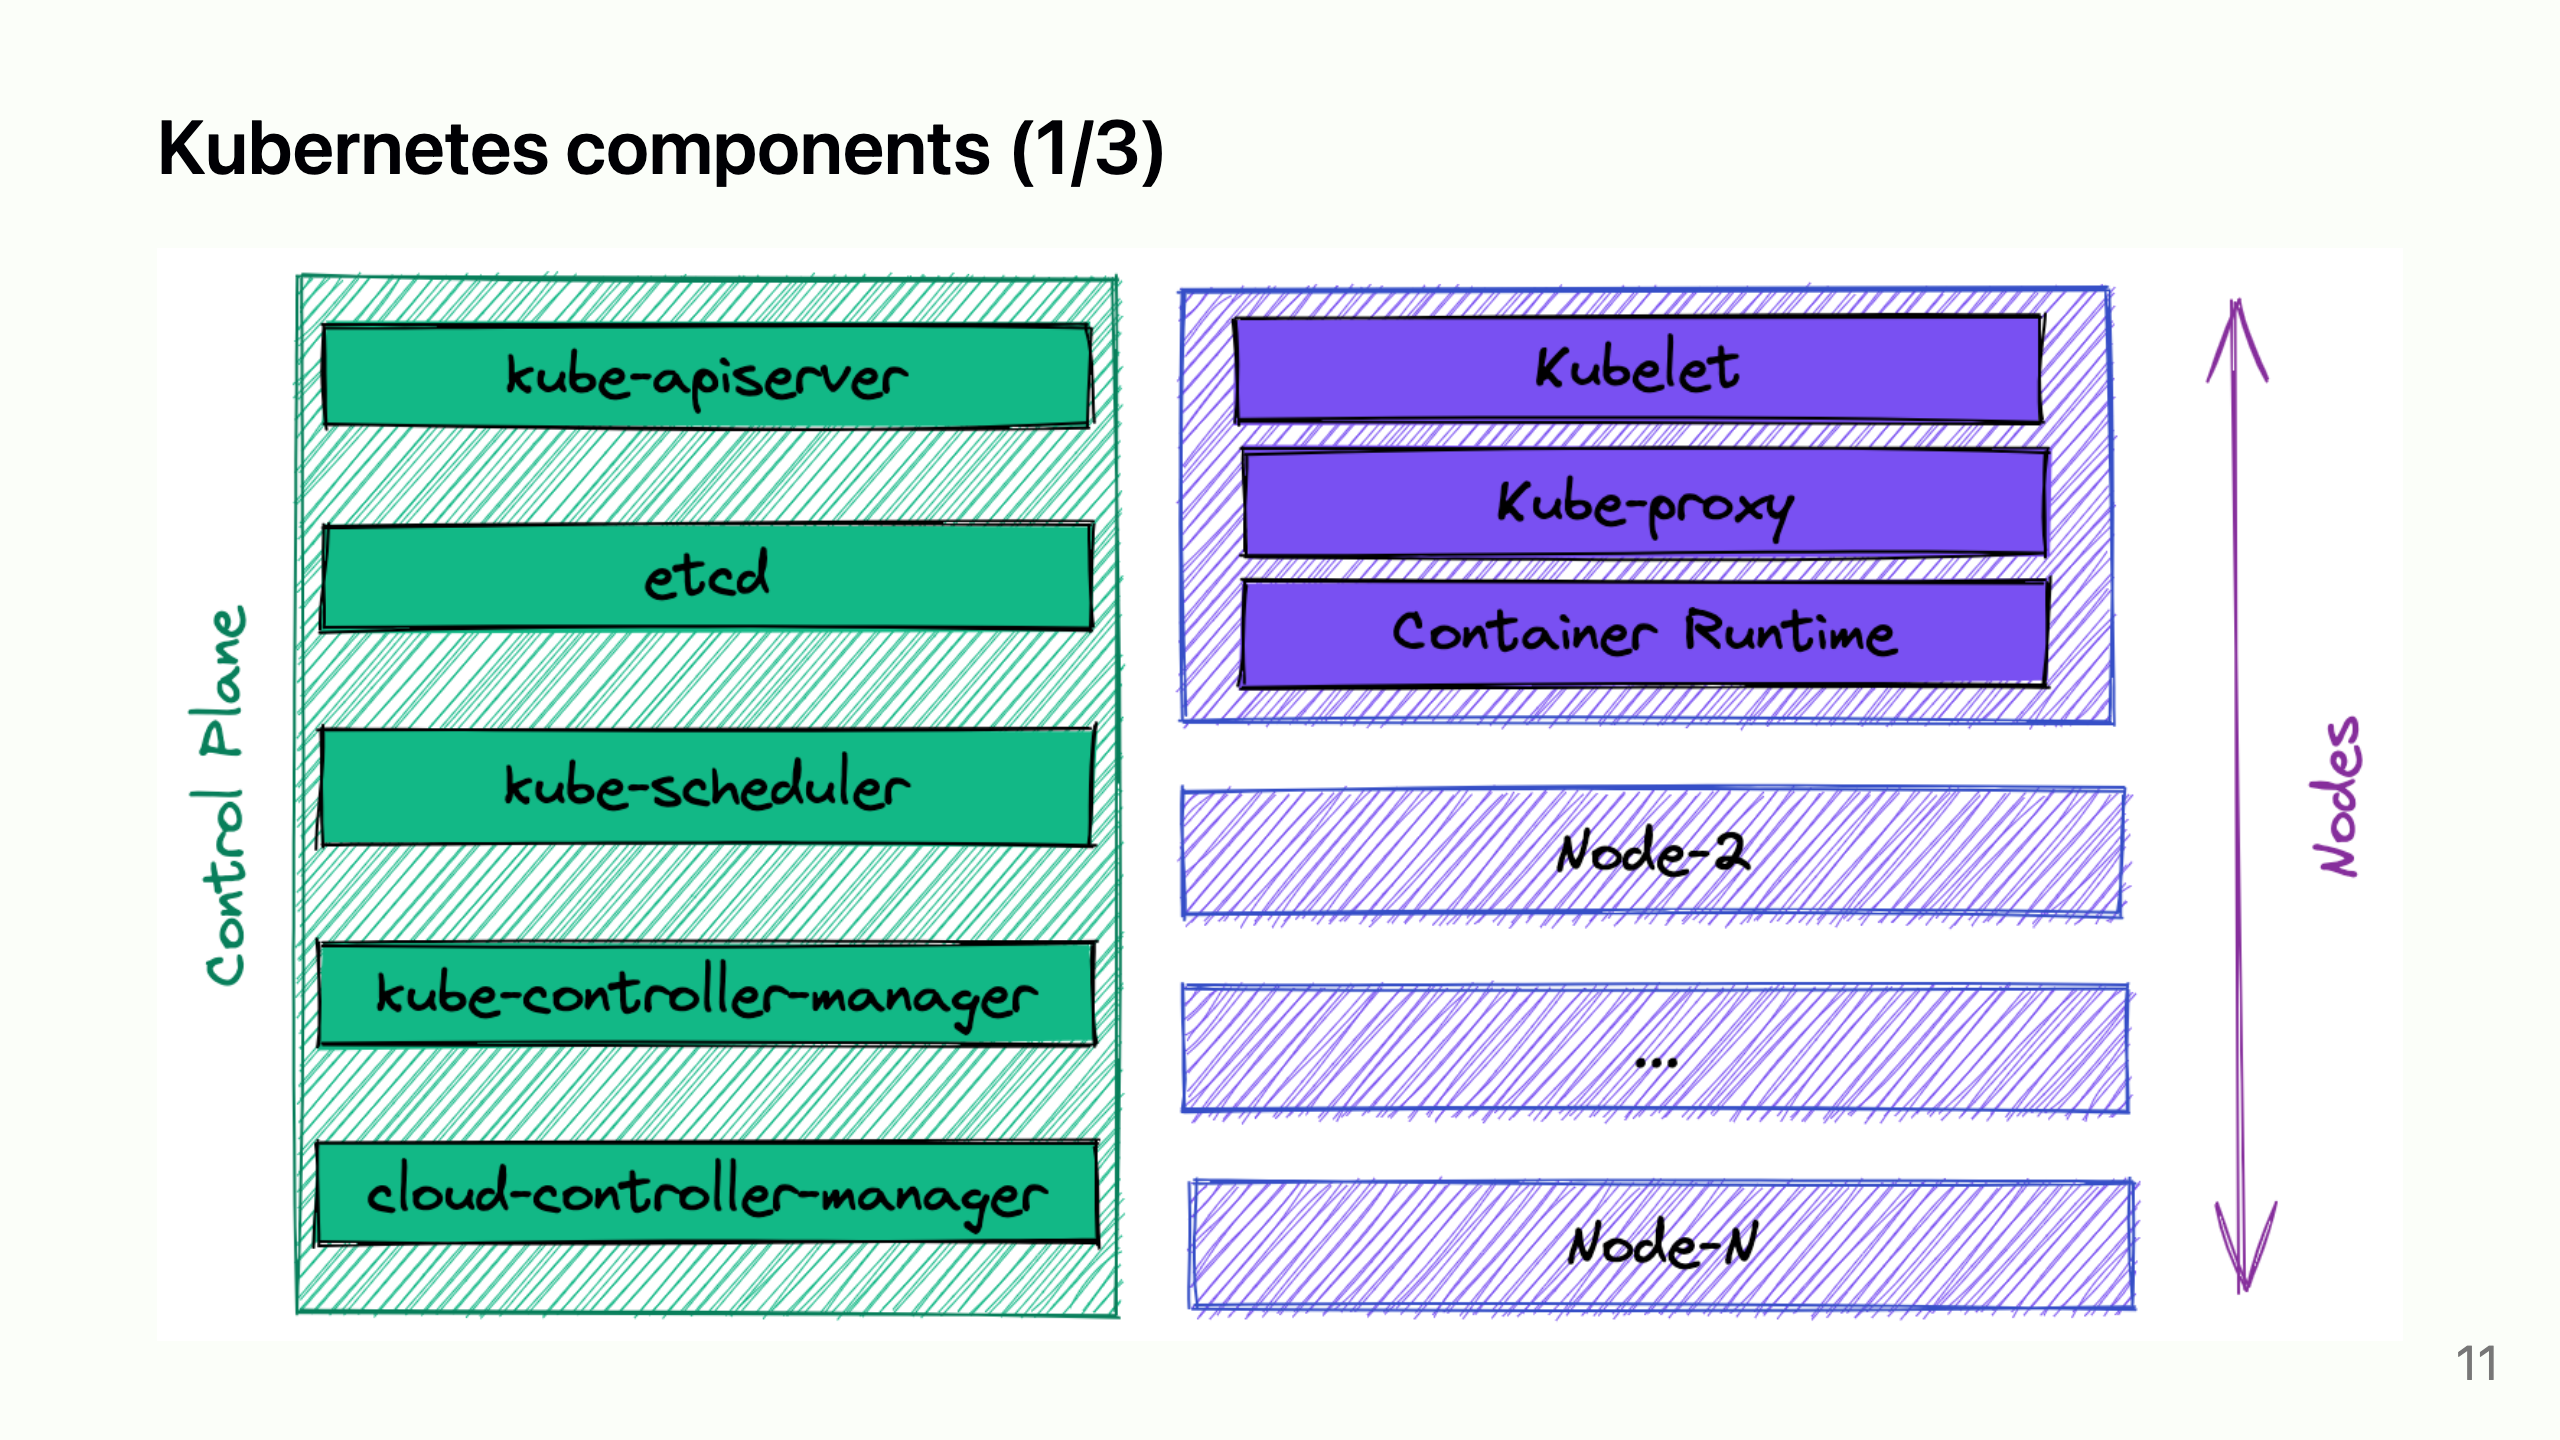 Kubernetes components (1/3)
Control Plane
kube-apiserver
etcd
kube-scheduler
kube-controller-manager
cloud-controller-manager
Kubelet
Kube-proxy
Container Runtime
Node-2
...
Node-N
Nodes
11